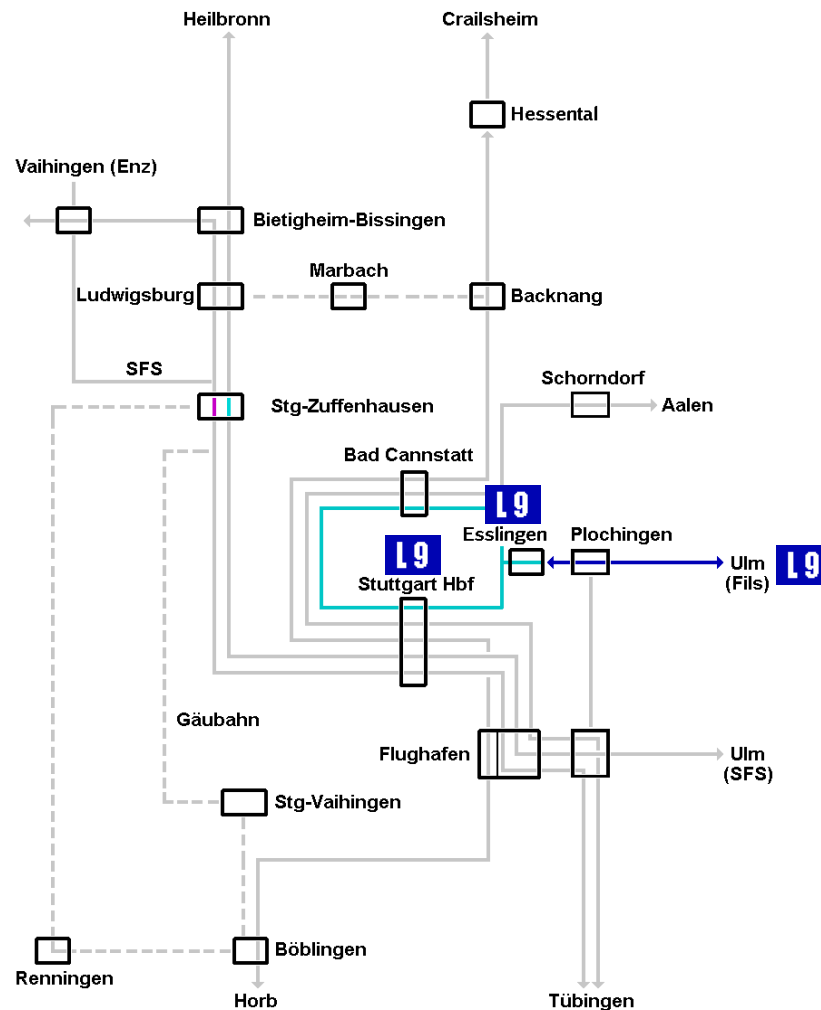 Heilbronn
Crailsheim
Hessental
Vaihingen (Enz)
Bietigheim-Bissingen
Marbach
Ludwigsburg
Backnang
SFS
Schorndorf
Stg-Zuffenhausen
Aalen
Bad Cannstatt
L9
Esslingen
Plochingen
L9
Ulm
(Fils)
L9
Stuttgart Hbf
Gäubahn
Flughafen
Ulm
(SFS)
Stg-Vaihingen
Böblingen
Renningen
Horb
Tübingen